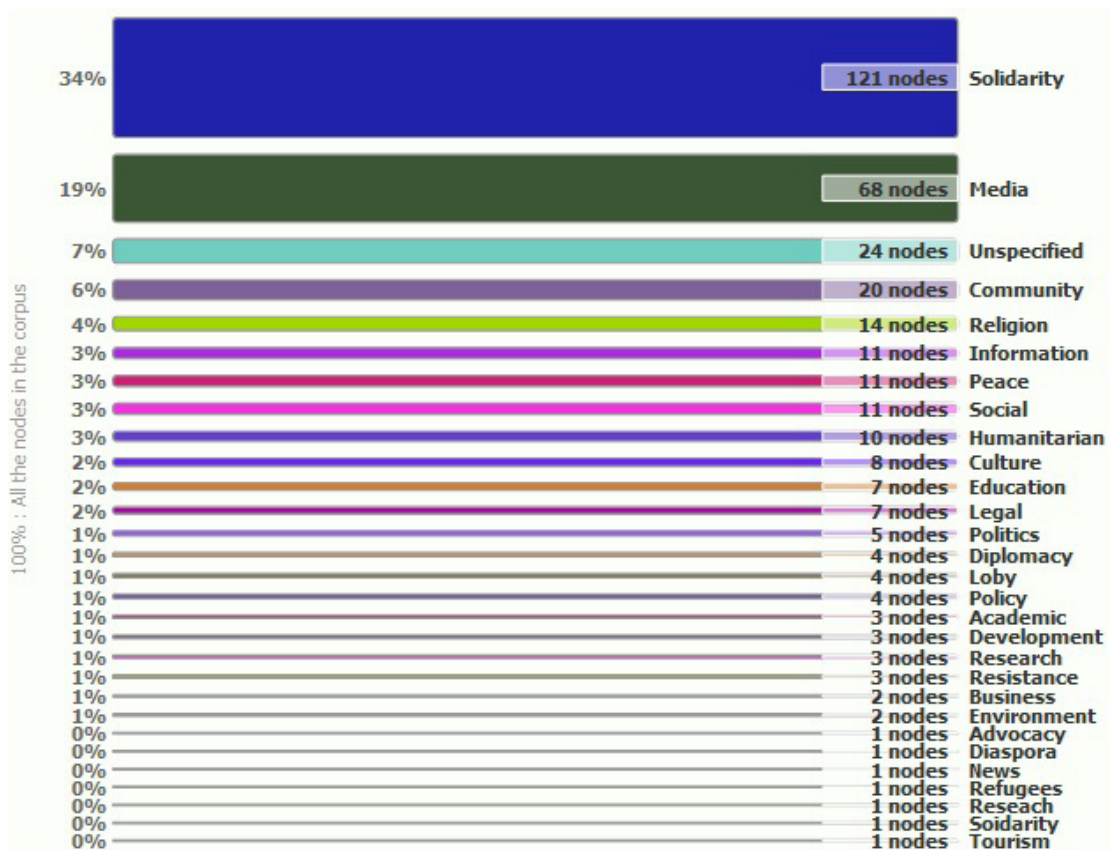 34% 121 nodes Solidarity
19% 68 nodes Media
7% 24 nodes Unspecified
6% 20 nodes Community
4% 14 nodes Religion
3% 11 nodes Information
3% 11 nodes Peace
3% 11 nodes Social
3% 10 nodes Humanitarian
2% 8 nodes Culture
2% 7 nodes Education
2% 7 nodes Legal
1% 5 nodes Politics
1% 4 nodes Diplomacy
1% 4 nodes Loby
1% 4 nodes Policy
1% 3 nodes Academic
1% 3 nodes Development
1% 3 nodes Research
1% 3 nodes Resistance
1% 2 nodes Business
1% 2 nodes Environment
0% 1 nodes Advocacy
0% 1 nodes Diaspora
0% 1 nodes News
0% 1 nodes Refugees
0% 1 nodes Reseach
0% 1 nodes Soidarity
0% 1 nodes Tourism
100% : All the nodes in the corpus